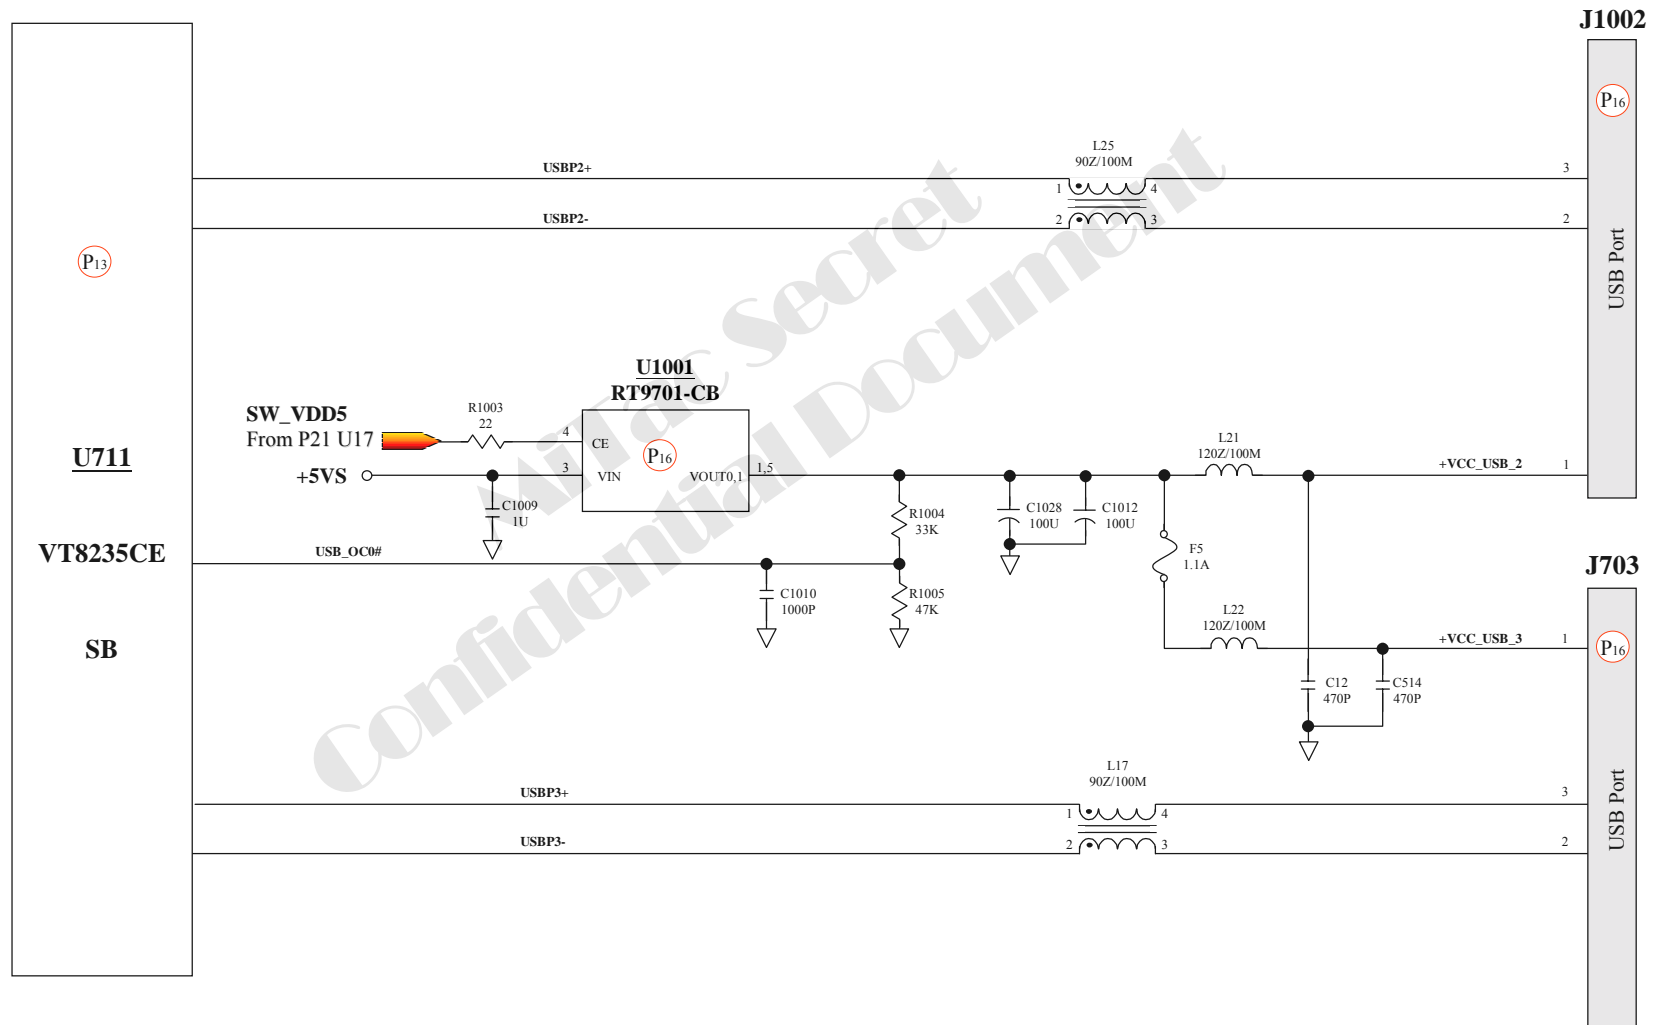 J1002
P16
L25
90Z/100M
USBP2+
3
1
4
USBP2-
2
3
2
USB Port
P13
U1001
RT9701-CB
SW_VDD5
From P21 U17
R1003
22
4
CE
P16
L21
120Z/100M
U711
+5VS
3
VIN
VOUT0,1
1,5
+VCC_USB_2
1
C1009
1U
R1004
33K
C1028
100U
C1012
100U
VT8235CE
USB_OC0#
F5
1.1A
J703
C1010
1000P
R1005
47K
L22
120Z/100M
SB
+VCC_USB_3
1
P16
C12
470P
C514
470P
L17
90Z/100M
USBP3+
3
1
4
USBP3-
2
3
2
USB Port
MiTac Secret
Confidential Document